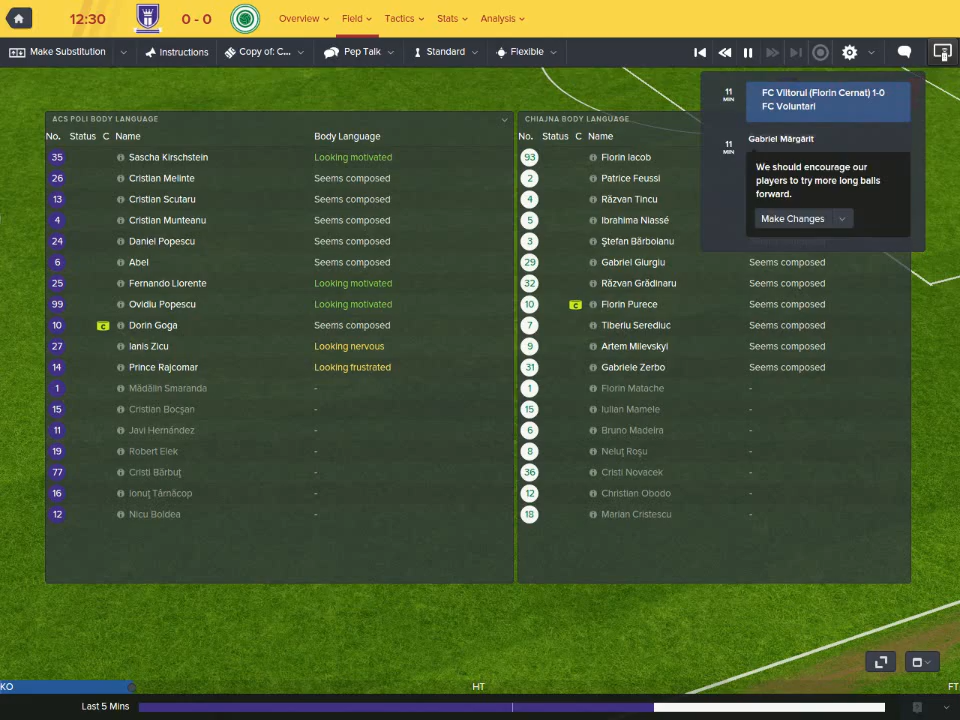 12:30
0 - 0
Overview
Field
Tactics
Stats
Analysis
Make Substitution
Instructions
Copy of: C...
Pep Talk
Standard
Flexible
11
MIN
FC Viitorul (Florin Cernat) 1-0
FC Voluntari
11
MIN
Gabriel Mărgărit
We should encourage our
players to try more long balls
forward.
Make Changes
ACS POLI BODY LANGUAGE
No. Status C Name Body Language
35 Sascha Kirschstein Looking motivated
26 Cristian Melinte Seems composed
13 Cristian Scutaru Seems composed
4 Cristian Munteanu Seems composed
24 Daniel Popescu Seems composed
6 Abel Seems composed
25 Fernando Llorente Looking motivated
99 Ovidiu Popescu Looking motivated
10 C Dorin Goga Seems composed
27 Ianis Zicu Looking nervous
14 Prince Rajcomar Looking frustrated
1 Mădălin Smaranda -
15 Cristian Bocșan -
11 Javi Hernández -
19 Robert Elek -
77 Cristi Bărbuț -
16 Ionuț Târnăcop -
12 Nicu Boldea -
CHIAJNA BODY LANGUAGE
No. Status C Name
93 Florin Iacob
2 Patrice Feussi
4 Răzvan Tincu
5 Ibrahima Niassé
3 Ștefan Bărboianu
29 Gabriel Giurgiu Seems composed
32 Răzvan Grădinaru Seems composed
10 C Florin Purece Seems composed
7 Tiberiu Serediuc Seems composed
9 Artem Milevskyi Seems composed
31 Gabriele Zerbo Seems composed
1 Florin Matache -
15 Iulian Mamele -
6 Bruno Madeira -
8 Neluț Roșu -
36 Cristi Novacek -
12 Christian Obodo -
18 Marian Cristescu -
KO
HT
FT
Last 5 Mins